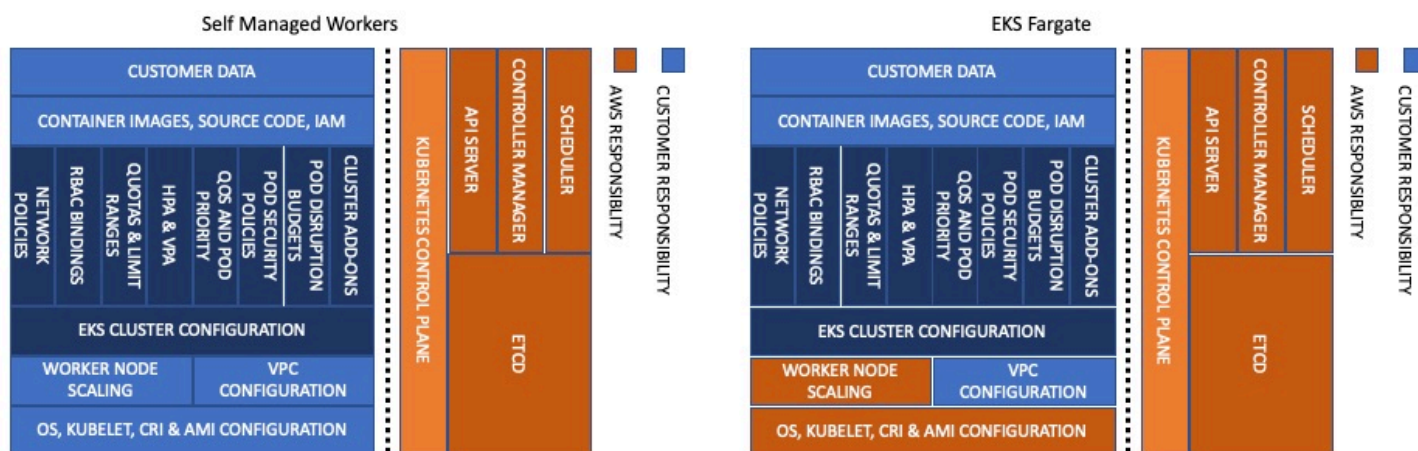 Self Managed Workers
CUSTOMER DATA
CONTAINER IMAGES, SOURCE CODE, IAM
NETWORK
POLICIES
RBAC BINDINGS
QUOTAS & LIMIT
RANGES
HPA & VPA
QOS AND POD
PRIORITY
POD SECURITY
POLICIES
POD DISRUPTION
BUDGETS
CLUSTER ADD-ONS
EKS CLUSTER CONFIGURATION
WORKER NODE
SCALING
VPC
CONFIGURATION
OS, KUBELET, CRI & AMI CONFIGURATION
KUBERNETES CONTROL PLANE
API SERVER
CONTROLLER MANAGER
SCHEDULER
ETCD
AWS RESPONSIBLITY
CUSTOMER RESPONSIBILITY
EKS Fargate
CUSTOMER DATA
CONTAINER IMAGES, SOURCE CODE, IAM
NETWORK
POLICIES
RBAC BINDINGS
QUOTAS & LIMIT
RANGES
HPA & VPA
QOS AND POD
PRIORITY
POD SECURITY
POLICIES
POD DISRUPTION
BUDGETS
CLUSTER ADD-ONS
EKS CLUSTER CONFIGURATION
WORKER NODE
SCALING
VPC
CONFIGURATION
OS, KUBELET, CRI & AMI CONFIGURATION
KUBERNETES CONTROL PLANE
API SERVER
CONTROLLER MANAGER
SCHEDULER
ETCD
AWS RESPONSIBLITY
CUSTOMER RESPONSIBILITY